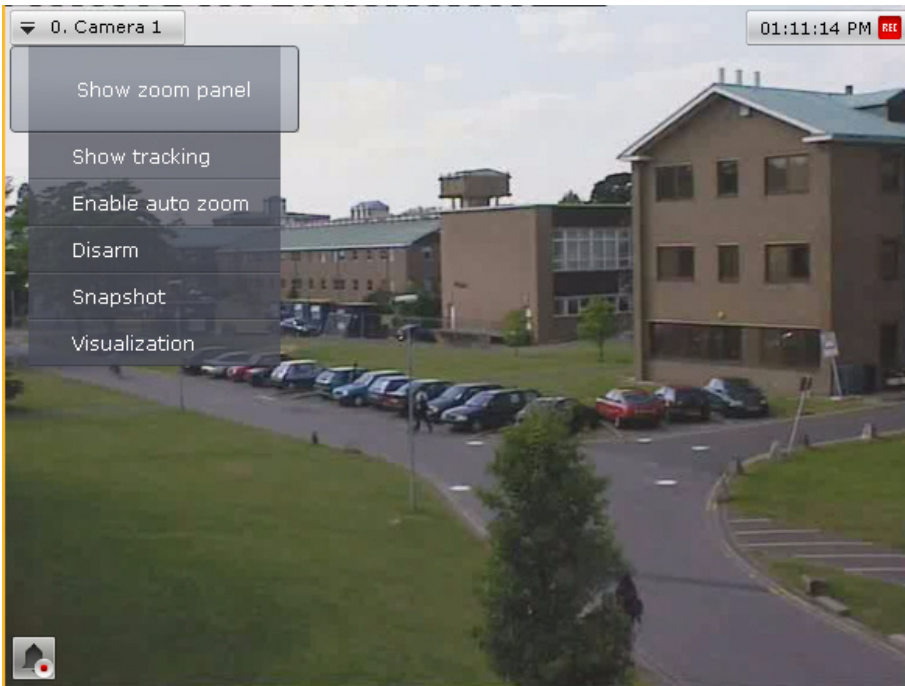 0. Camera 1
01:11:14 PM REC
Show zoom panel
Show tracking
Enable auto zoom
Disarm
Snapshot
Visualization